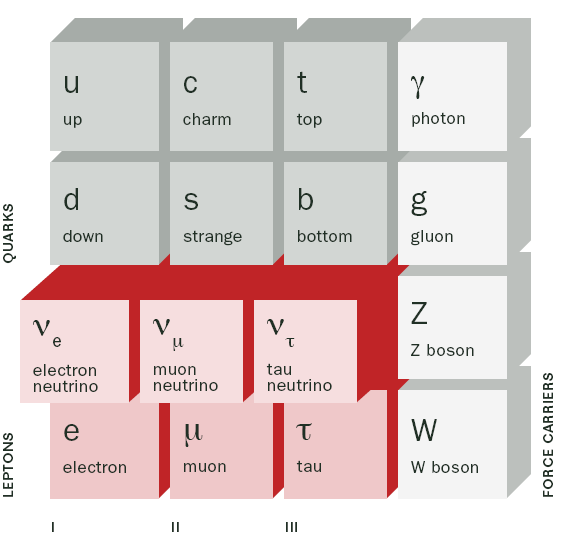 u
up
c
charm
t
top
γ
photon
d
down
s
strange
b
bottom
g
gluon
QUARKS
νe
electron
neutrino
νμ
muon
neutrino
ντ
tau
neutrino
Z
Z boson
e
electron
μ
muon
τ
tau
W
W boson
LEPTONS
FORCE CARRIERS
I
II
III